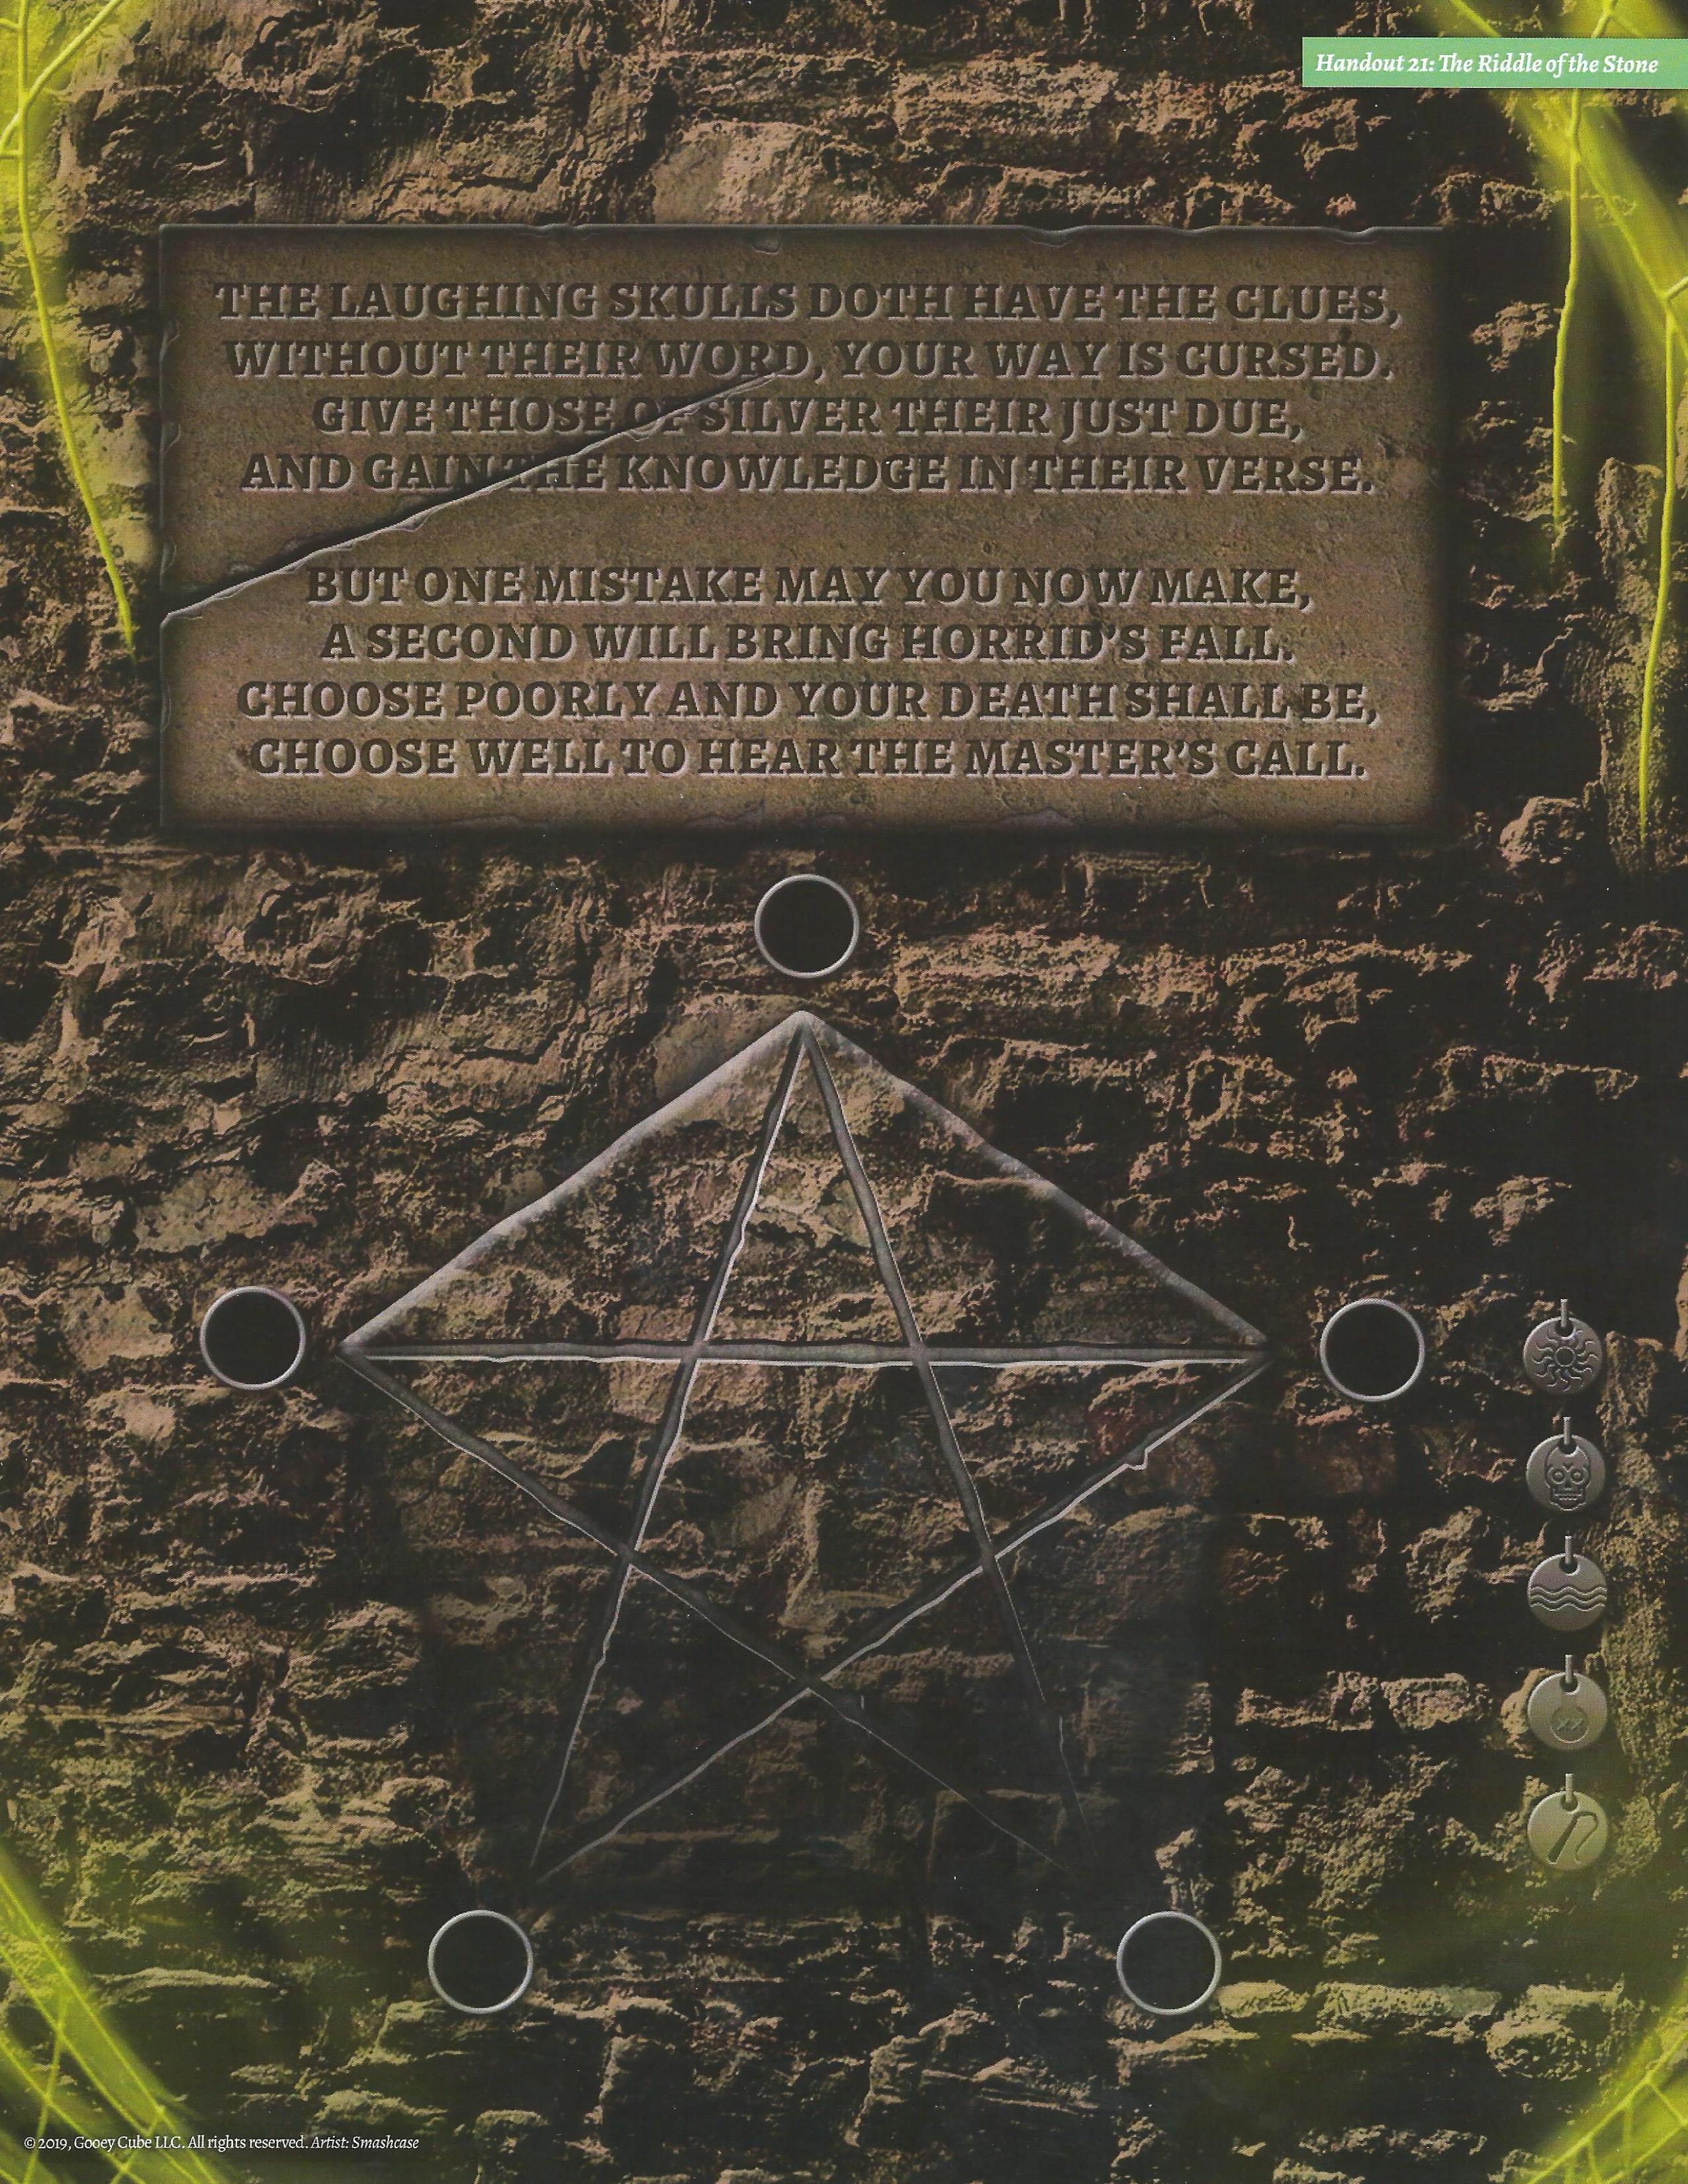 Handout 21: The Riddle of the Stone
THE LAUGHING SKULLS DOTH HAVE THE CLUES,
WITHOUT THEIR WORD, YOUR WAY IS CURSED.
GIVE THOSE OF SILVER THEIR JUST DUE,
AND GAIN THE KNOWLEDGE IN THEIR VERSE.
BUT ONE MISTAKE MAY YOU NOW MAKE,
A SECOND WILL BRING HORRID'S FALL.
CHOOSE POORLY AND YOUR DEATH SHALL BE,
CHOOSE WELL TO HEAR THE MASTER'S CALL.
© 2019, Gooey Cube LLC. All rights reserved. Artist: Smashcase